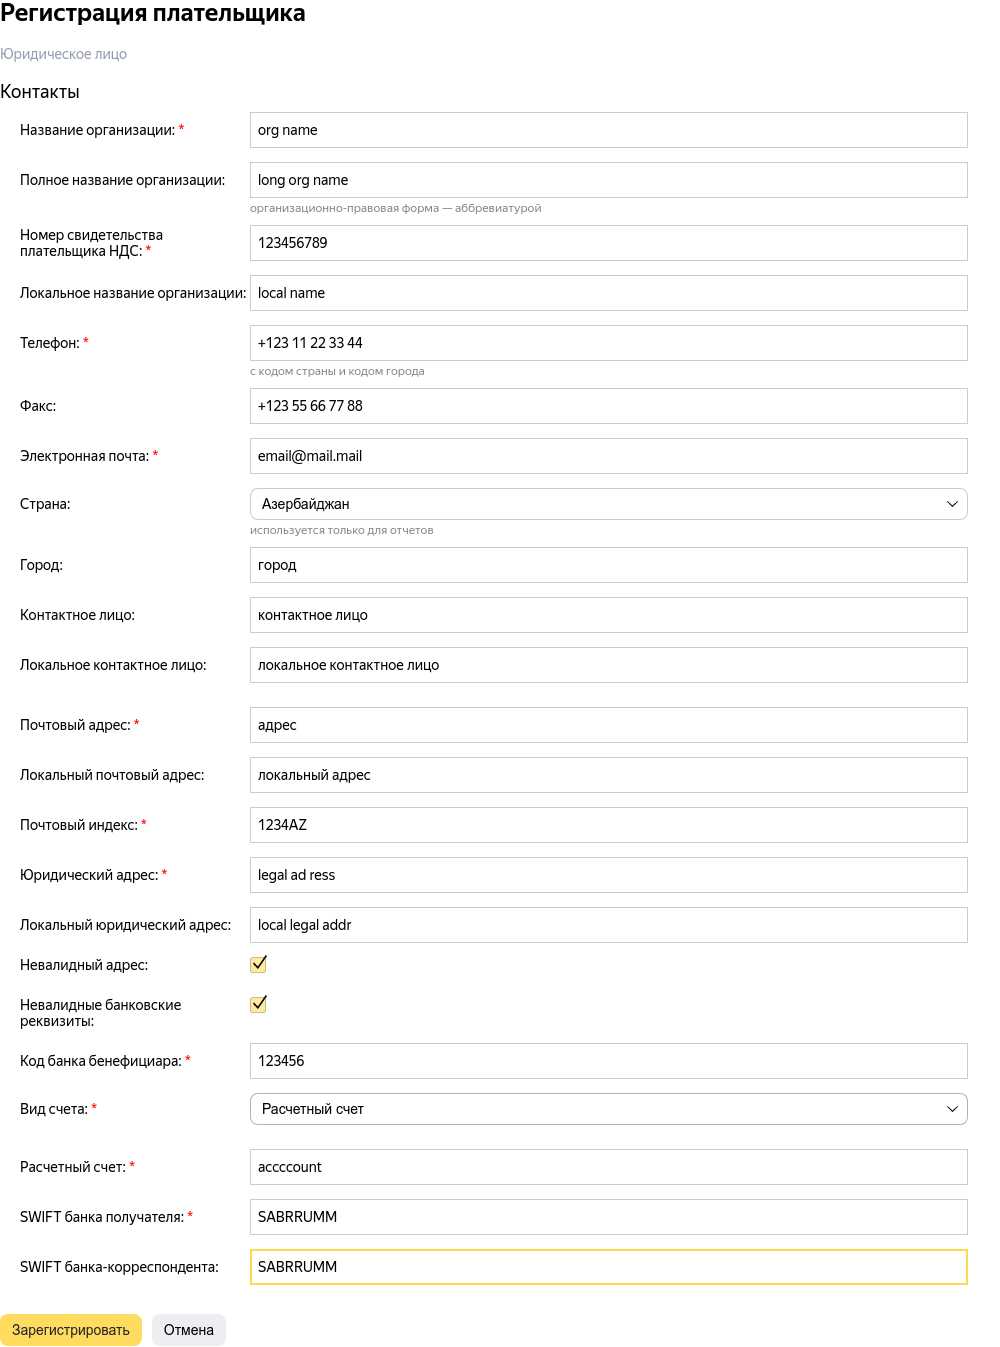 Регистрация плательщика
Юридическое лицо
Контакты
Название организации: * org name
Полное название организации: long org name
организационно-правовая форма — аббревиатурой
Номер свидетельства
плательщика НДС: * 123456789
Локальное название организации: local name
Телефон: * +123 11 22 33 44
с кодом страны и кодом города
Факс: +123 55 66 77 88
Электронная почта: * email@mail.mail
Страна: Азербайджан
используется только для отчетов
Город: город
Контактное лицо: контактное лицо
Локальное контактное лицо: локальное контактное лицо
Почтовый адрес: * адрес
Локальный почтовый адрес: локальный адрес
Почтовый индекс: * 1234AZ
Юридический адрес: * legal ad ress
Локальный юридический адрес: local legal addr
Невалидный адрес:
Невалидные банковские
реквизиты:
Код банка бенефициара: * 123456
Вид счета: * Расчетный счет
Расчетный счет: * accccount
SWIFT банка получателя: * SABRRUMM
SWIFT банка-корреспондента: SABRRUMM
Зарегистрировать Отмена